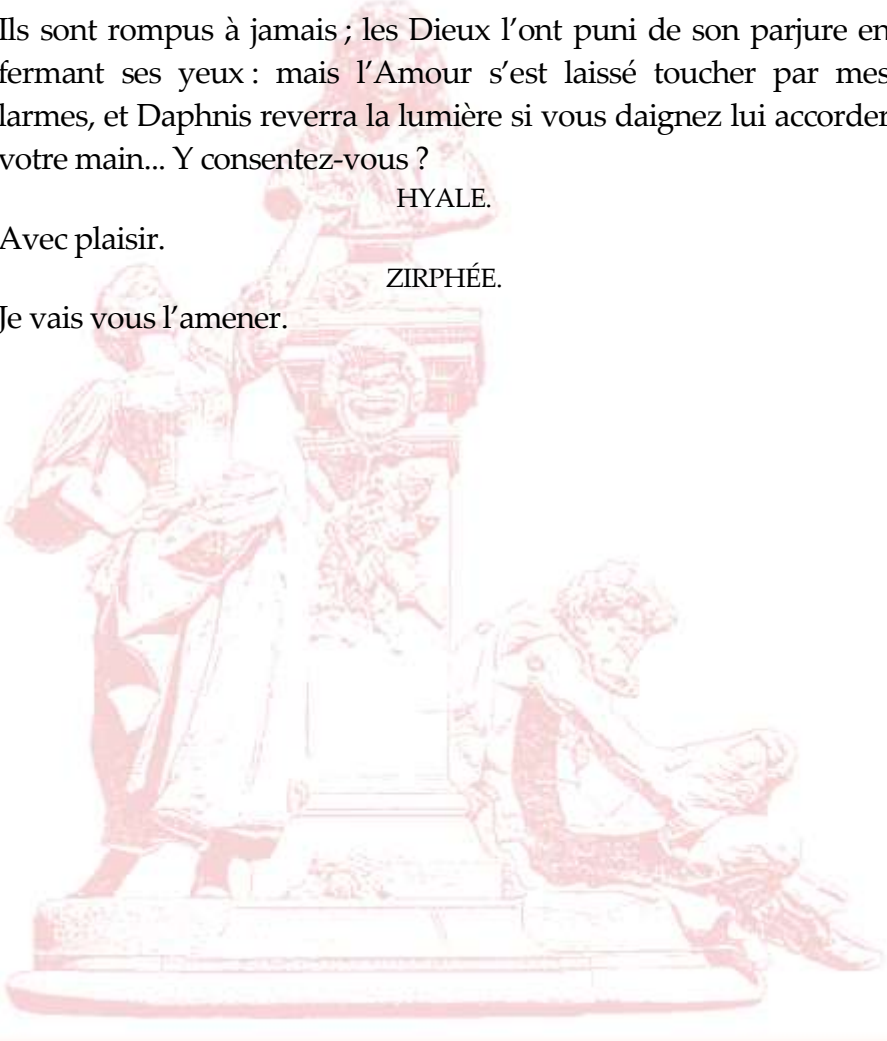 Ils sont rompus à jamais ; les Dieux l’ont puni de son parjure en
fermant ses yeux : mais l’Amour s’est laissé toucher par mes
larmes, et Daphnis reverra la lumière si vous daignez lui accorder
votre main... Y consentez-vous ?
HYALE.
Avec plaisir.
ZIRPHÉE.
Je vais vous l’amener.